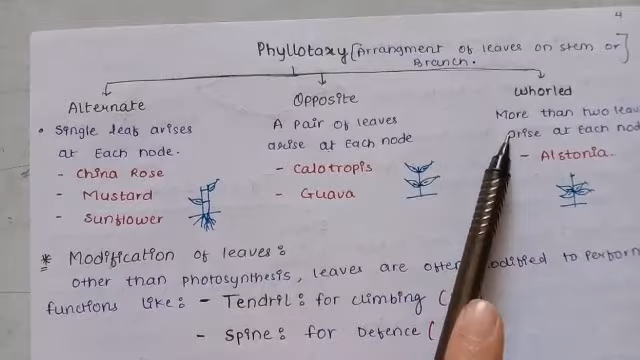 4
Phyllotaxy [Arrangment of leaves on stem or
Branch.]
Alternate
• Single leaf arises
at Each node.
- China Rose
- Mustard
- Sunflower
Opposite
A pair of leaves
arise at Each node
- Calotropis
- Guava
Whorled
More than two leav
arise at Each nod
- Alstonia.
* Modification of leaves:
other than photosynthesis, leaves are often modified to perform
functions like: - Tendril: for climbing (
- Spine: for Defence (